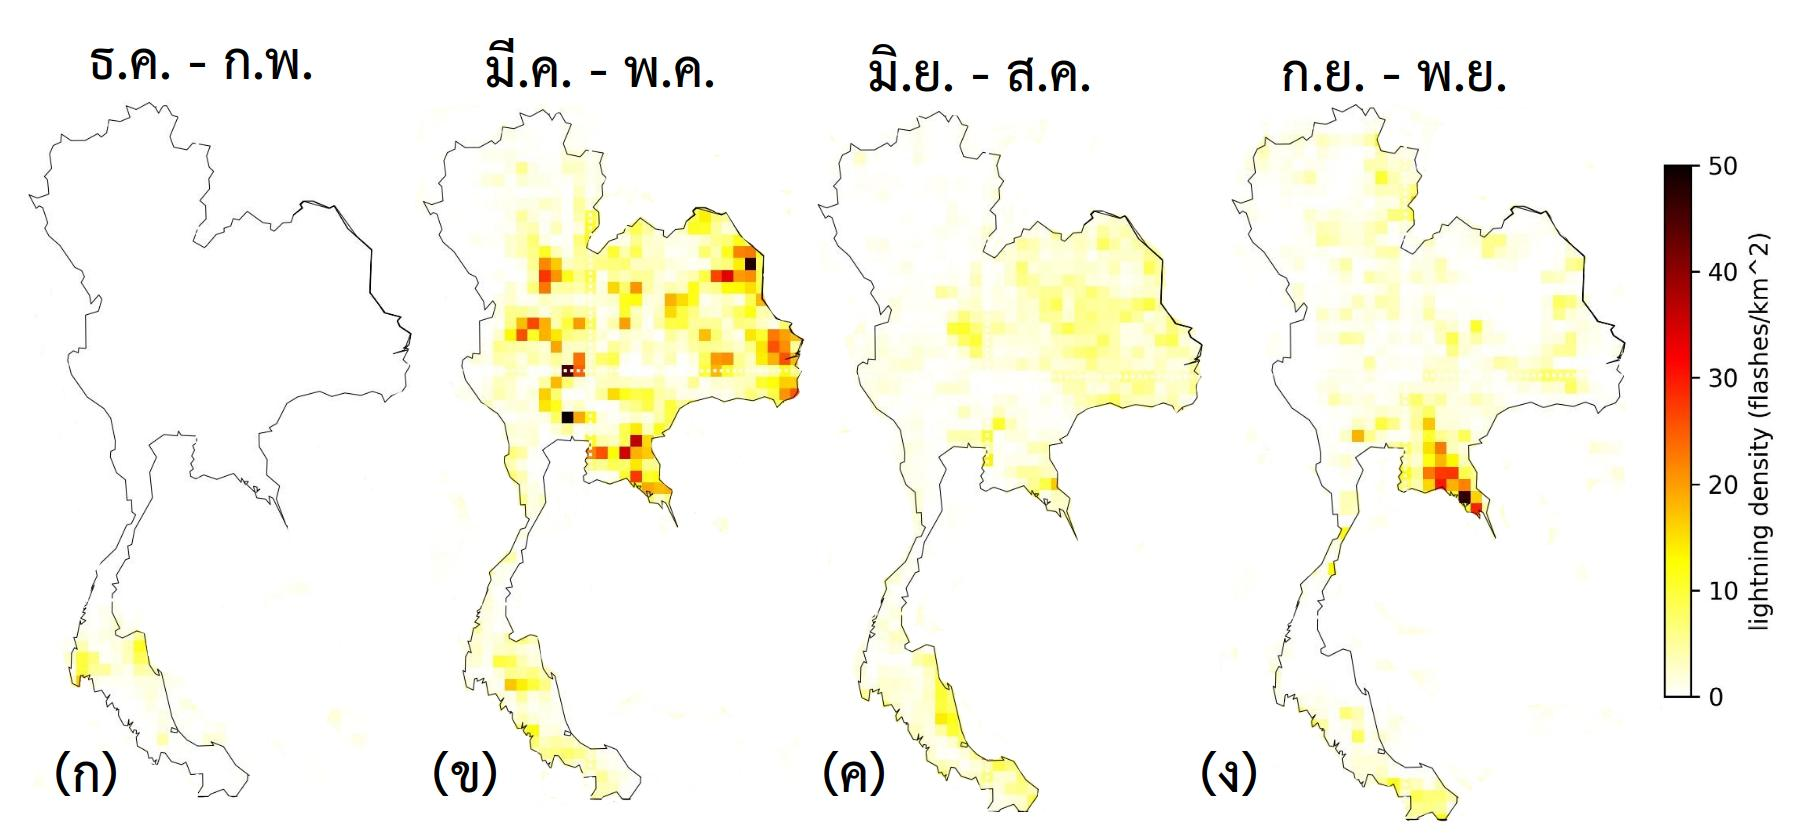 ธ.ค. - ก.พ.
มี.ค. - พ.ค.
มิ.ย. - ส.ค.
ก.ย. - พ.ย.
(ก)
(ข)
(ค)
(ง)
50
40
30
20
10
0
lightning density (flashes/km^2)